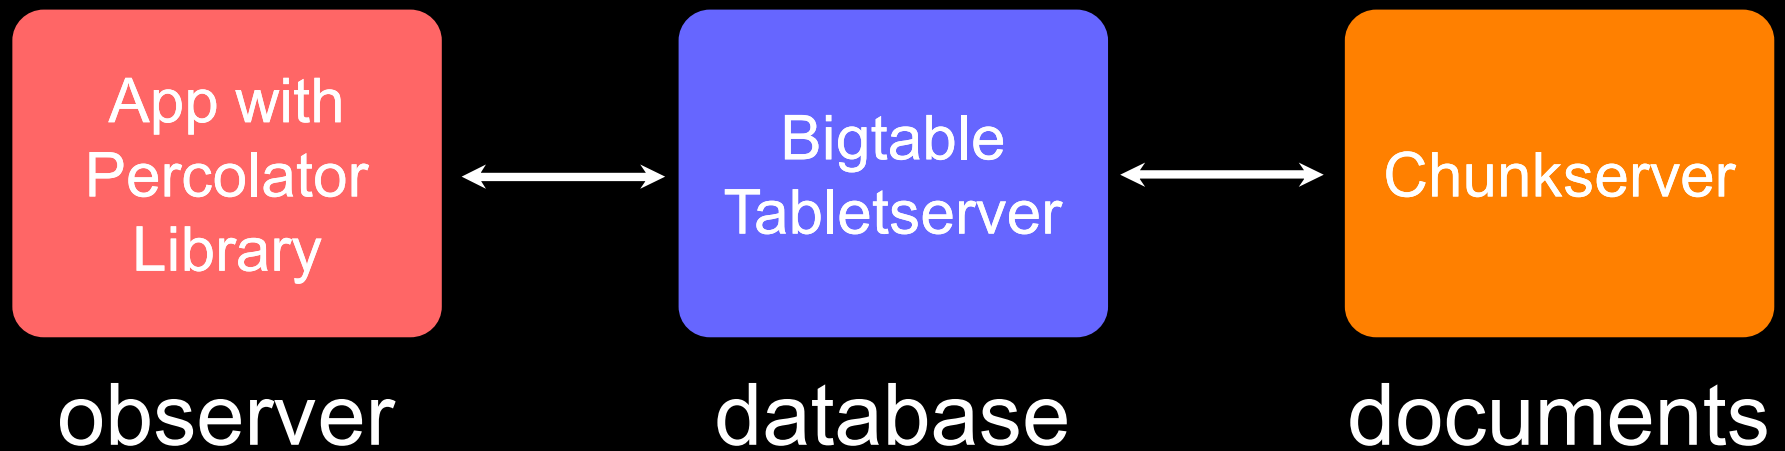 App with
Percolator
Library
Bigtable
Tabletserver
Chunkserver
observer
database
documents